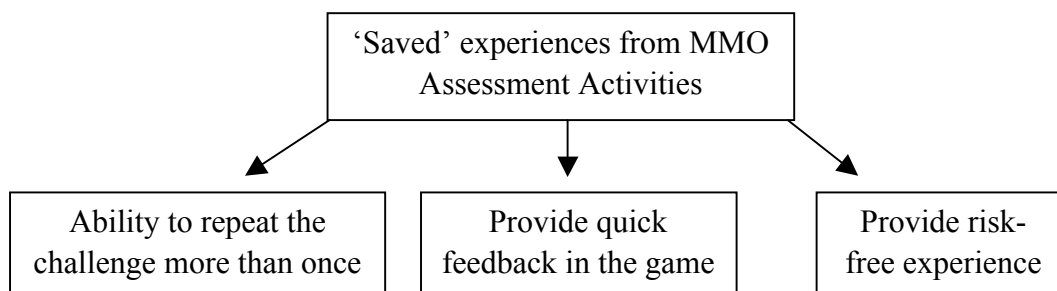 ‘Saved’ experiences from MMO
Assessment Activities
Ability to repeat the
challenge more than once
Provide quick
feedback in the game
Provide risk-
free experience